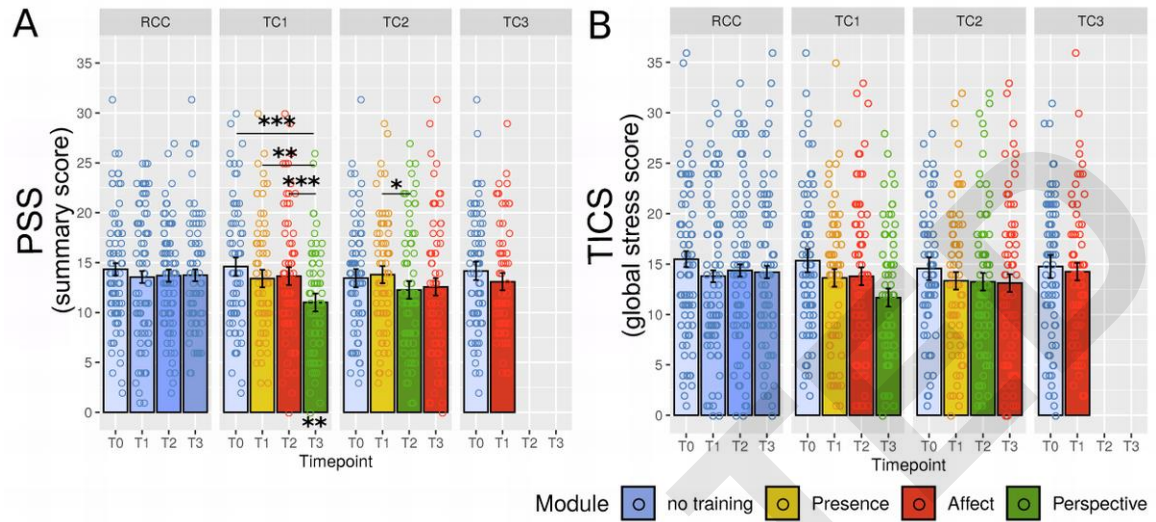 A
B
RCC TC1 TC2 TC3
RCC TC1 TC2 TC3
PSS
(summary score)
35
30
25
20
15
10
5
0
***
**
***
*
**
T0 T1 T2 T3 T0 T1 T2 T3 T0 T1 T2 T3 T0 T1 T2 T3
Timepoint
TICS
(global stress score)
35
30
25
20
15
10
5
0
T0 T1 T2 T3 T0 T1 T2 T3 T0 T1 T2 T3 T0 T1 T2 T3
Timepoint
Module no training Presence Affect Perspective